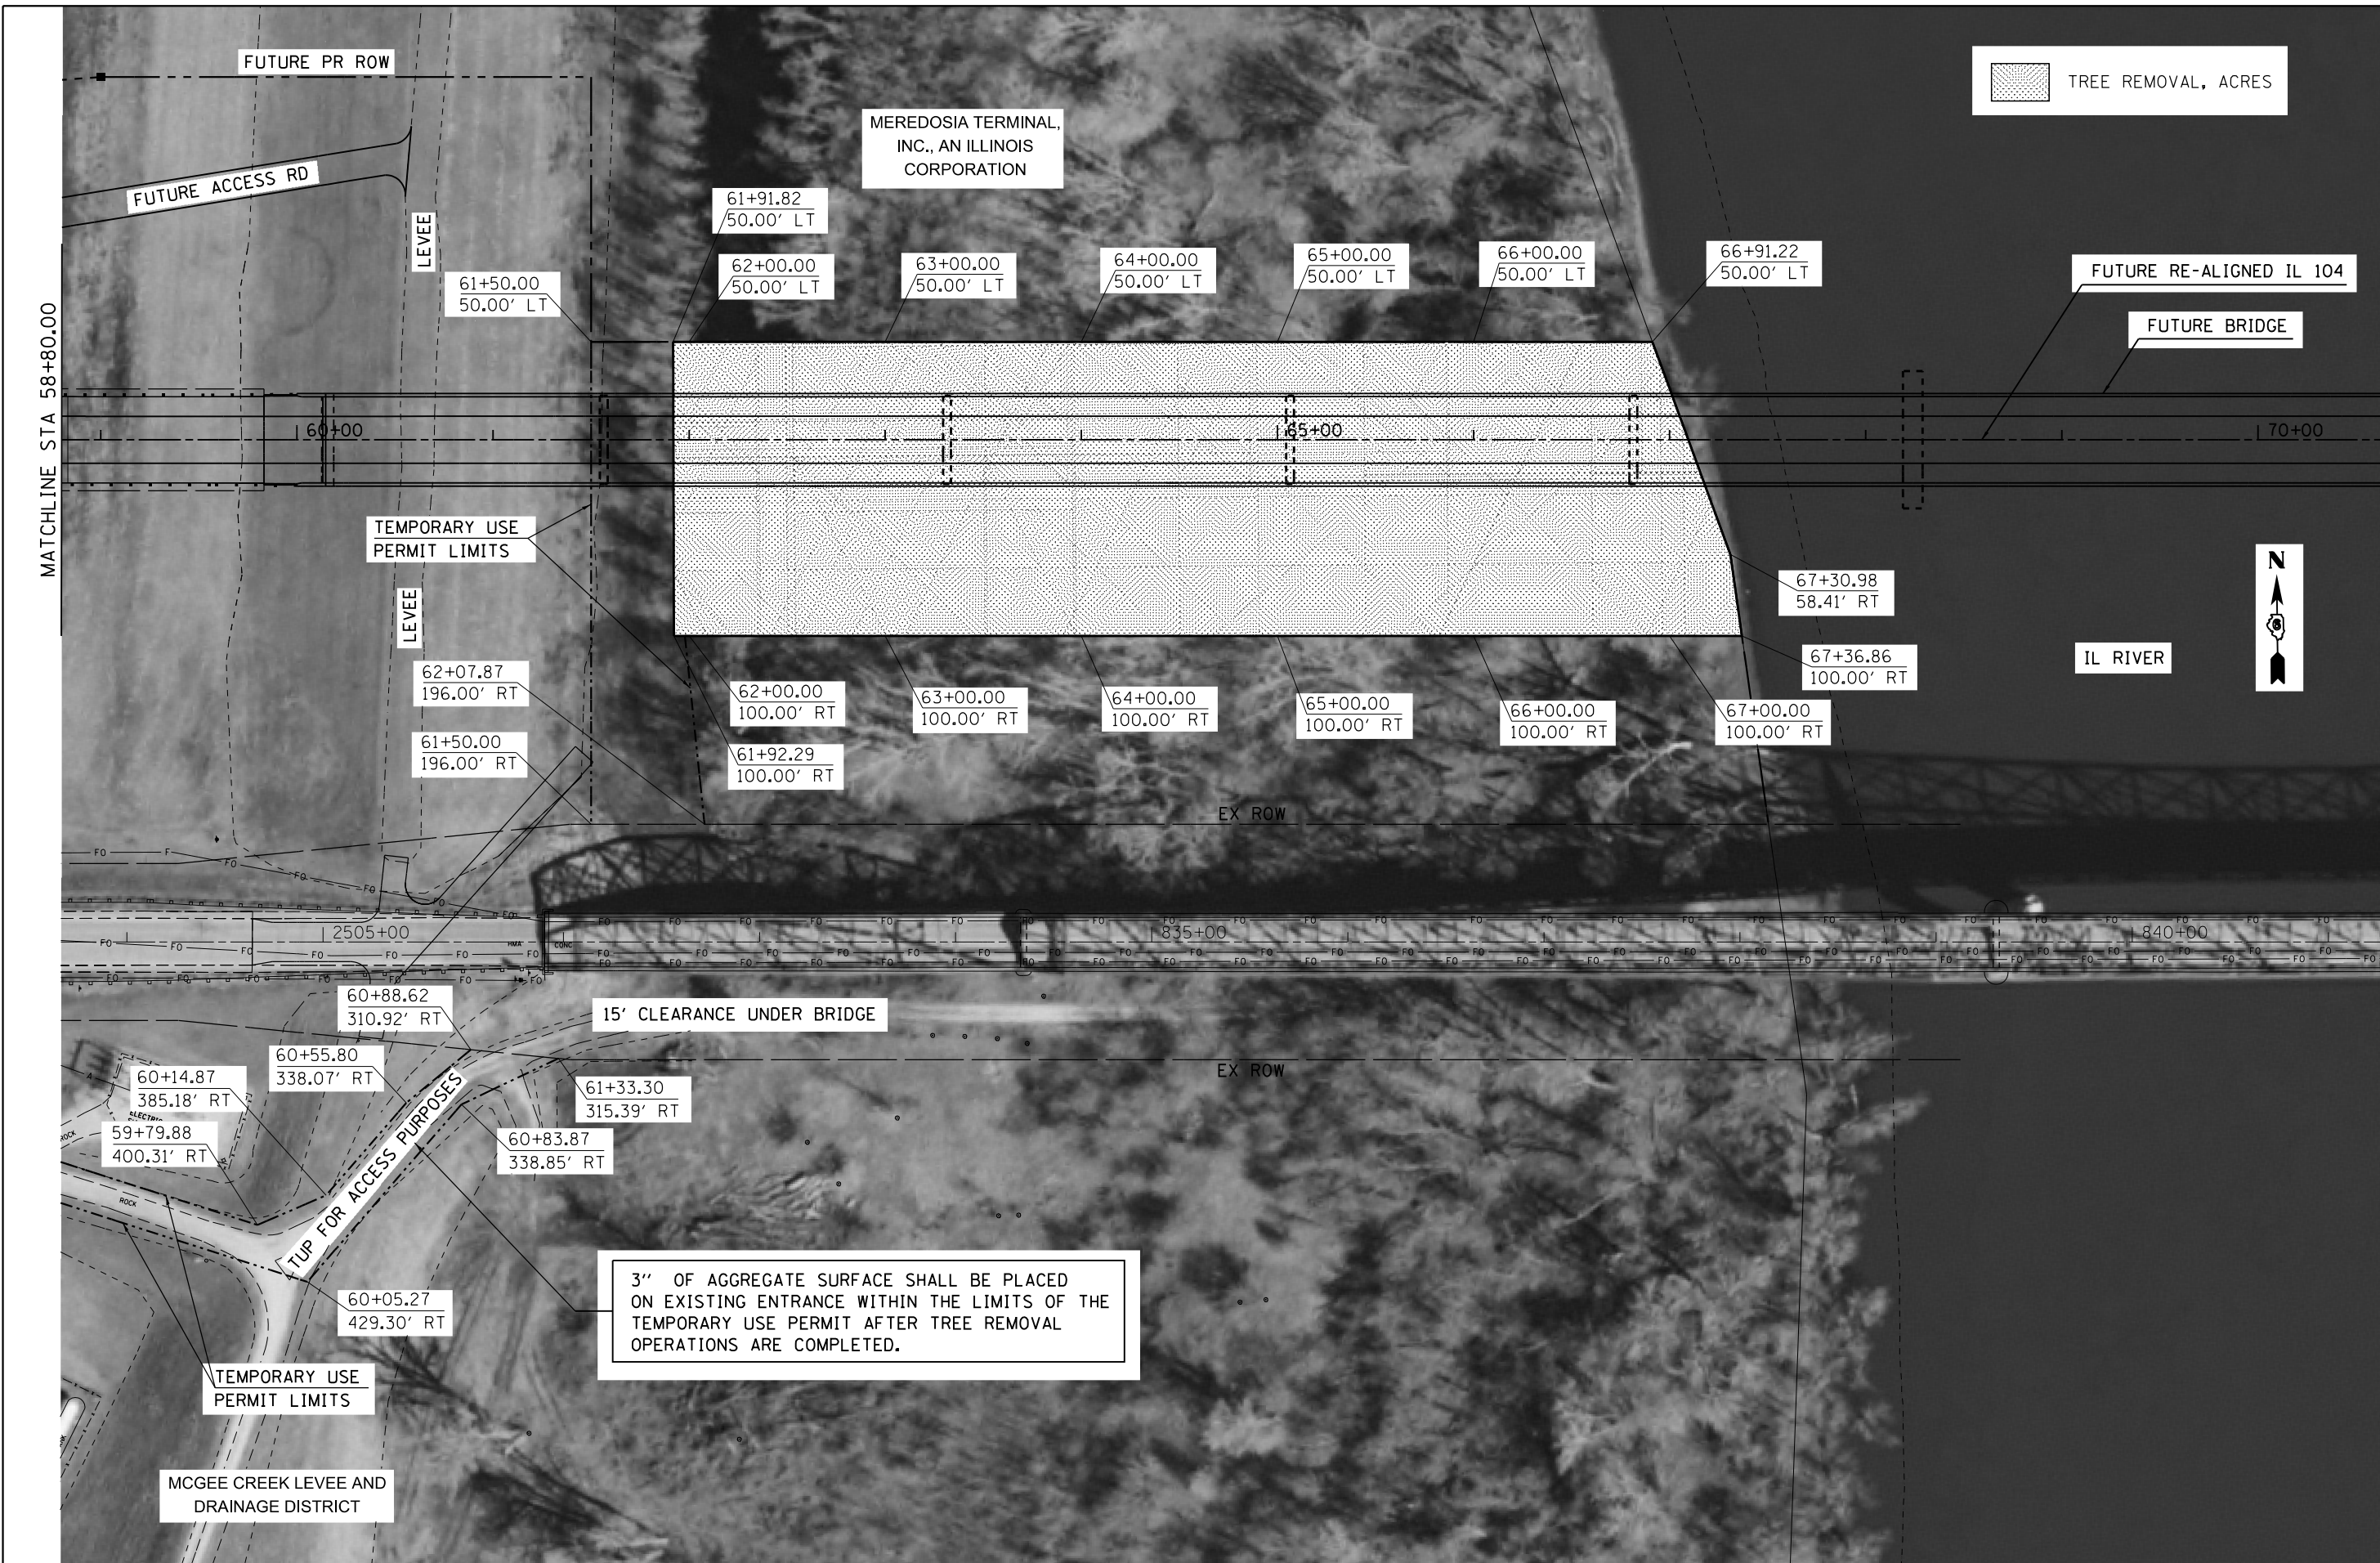 FUTURE PR ROW
TREE REMOVAL, ACRES
MEREDOSIA TERMINAL,
INC., AN ILLINOIS
CORPORATION
FUTURE ACCESS RD
LEVEE
61+91.82
50.00' LT
61+50.00
50.00' LT
62+00.00
50.00' LT
63+00.00
50.00' LT
64+00.00
50.00' LT
65+00.00
50.00' LT
66+00.00
50.00' LT
66+91.22
50.00' LT
FUTURE RE-ALIGNED IL 104
FUTURE BRIDGE
MATCHLINE STA 58+80.00
60+00
65+00
70+00
TEMPORARY USE
PERMIT LIMITS
LEVEE
67+30.98
58.41' RT
N
IL RIVER
67+36.86
100.00' RT
62+07.87
196.00' RT
61+50.00
196.00' RT
62+00.00
100.00' RT
61+92.29
100.00' RT
63+00.00
100.00' RT
64+00.00
100.00' RT
65+00.00
100.00' RT
66+00.00
100.00' RT
67+00.00
100.00' RT
EX ROW
FO F FO FO FO FO FO
2505+00
HMA
CONC
835+00
840+00
60+88.62
310.92' RT
15' CLEARANCE UNDER BRIDGE
EX ROW
60+55.80
338.07' RT
60+14.87
385.18' RT
59+79.88
400.31' RT
61+33.30
315.39' RT
60+83.87
338.85' RT
ELECTRIC
ROCK
ROCK
TUP FOR ACCESS PURPOSES
60+05.27
429.30' RT
3'' OF AGGREGATE SURFACE SHALL BE PLACED
ON EXISTING ENTRANCE WITHIN THE LIMITS OF THE
TEMPORARY USE PERMIT AFTER TREE REMOVAL
OPERATIONS ARE COMPLETED.
TEMPORARY USE
PERMIT LIMITS
MCGEE CREEK LEVEE AND
DRAINAGE DISTRICT